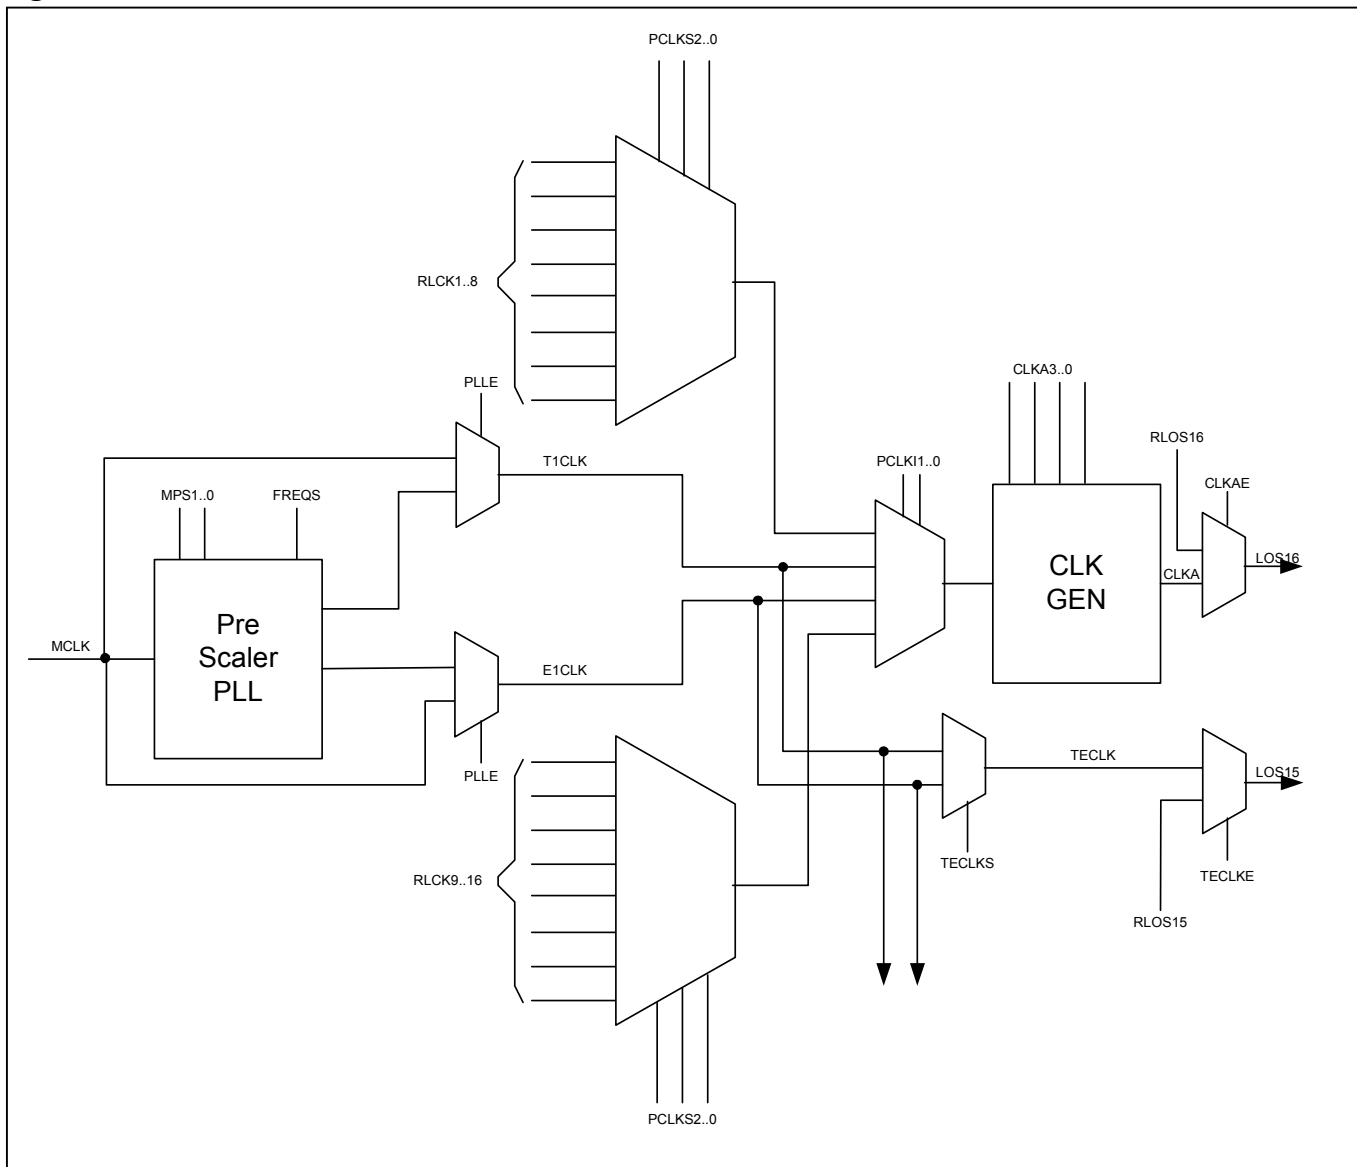 PCLKS2..0
RLCK1..8
PLLE
CLKA3..0
T1CLK
PCLKI1..0
RLOS16
CLKAE
MPS1..0
FREQS
LOS16
CLK
GEN
CLKA
Pre
Scaler
PLL
MCLK
E1CLK
PLLE
TECLK
LOS15
TECLKS
TECLKE
RLCK9..16
RLOS15
PCLKS2..0